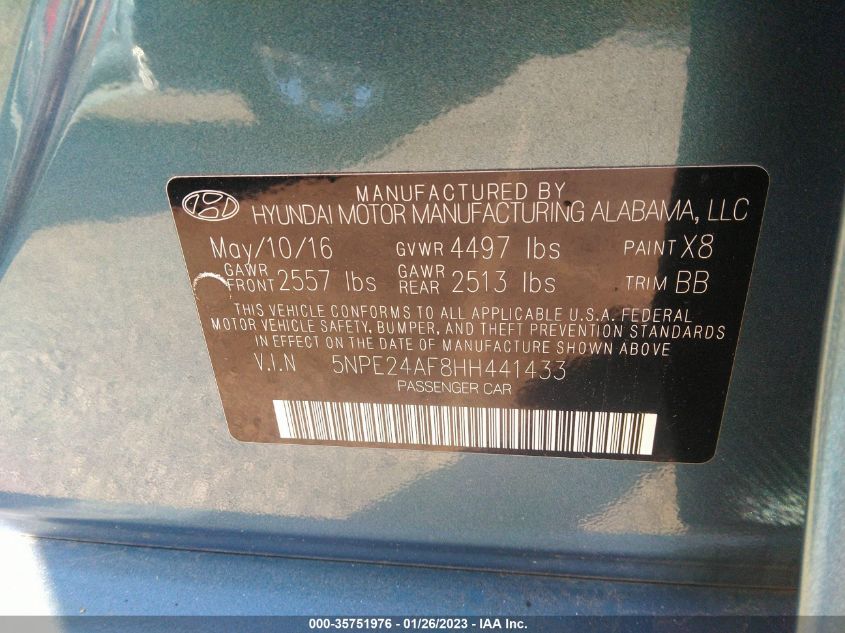 MANUFACTURED BY
HYUNDAI MOTOR MANUFACTURING ALABAMA, LLC
May/10/16 GVWR 4497 lbs PAINT X8
GAWR FRONT 2557 lbs GAWR REAR 2513 lbs TRIM BB
THIS VEHICLE CONFORMS TO ALL APPLICABLE U.S.A. FEDERAL
MOTOR VEHICLE SAFETY, BUMPER, AND THEFT PREVENTION STANDARDS
IN EFFECT ON THE DATE OF MANUFACTURE SHOWN ABOVE.
V.I.N 5NPE24AF8HH441433
PASSENGER CAR
000-35751976 / 01/26/2023 - IAA Inc.